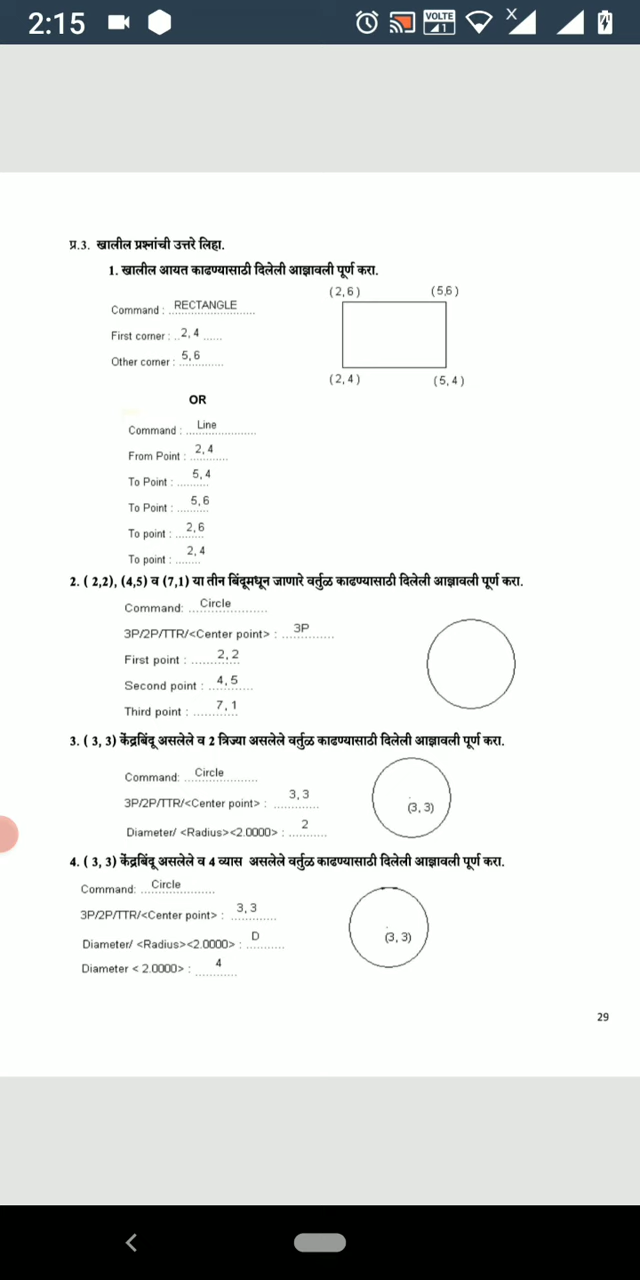 2:15
VOLTE
1
X
प्र.3. खालील प्रश्नांची उत्तरे लिहा.
1. खालील आयत काढण्यासाठी दिलेली आज्ञावली पूर्ण करा.
(2,6) (5,6)
Command : RECTANGLE
First corner : 2,4
Other corner : 5,6
(2,4) (5,4)
OR
Command : Line
From Point : 2,4
To Point : 5,4
To Point : 5,6
To point : 2,6
To point : 2,4
2. ( 2,2), (4,5) व (7,1) या तीन बिंदूमधून जाणारे वर्तुळ काढण्यासाठी दिलेली आज्ञावली पूर्ण करा.
Command: Circle
3P/2P/TTR/<Center point> : 3P
First point : 2,2
Second point : 4,5
Third point : 7,1
3. ( 3, 3) केंद्रबिंदू असलेले व 2 त्रिज्या असलेले वर्तुळ काढण्यासाठी दिलेली आज्ञावली पूर्ण करा.
Command: Circle
3P/2P/TTR/<Center point> : 3,3
(3,3)
Diameter/ <Radius><2.0000> : 2
4. ( 3, 3) केंद्रबिंदू असलेले व 4 व्यास असलेले वर्तुळ काढण्यासाठी दिलेली आज्ञावली पूर्ण करा.
Command: Circle
3P/2P/TTR/<Center point> : 3,3
Diameter/ <Radius><2.0000> : D
(3,3)
Diameter < 2.0000> : 4
29